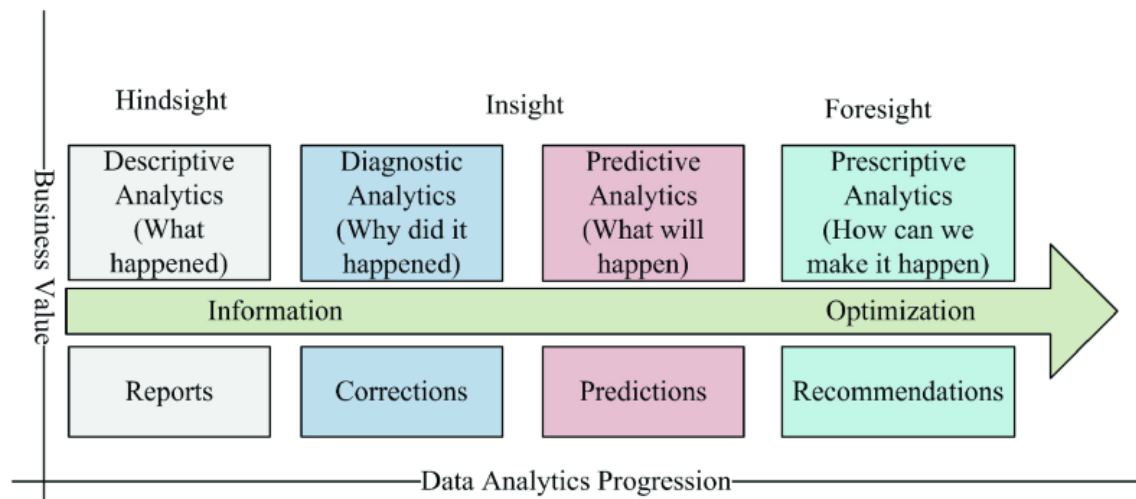 Hindsight
Insight
Foresight
Descriptive
Analytics
(What
happened)
Diagnostic
Analytics
(Why did it
happened)
Predictive
Analytics
(What will
happen)
Prescriptive
Analytics
(How can we
make it happen)
Business Value
Information
Optimization
Reports
Corrections
Predictions
Recommendations
Data Analytics Progression